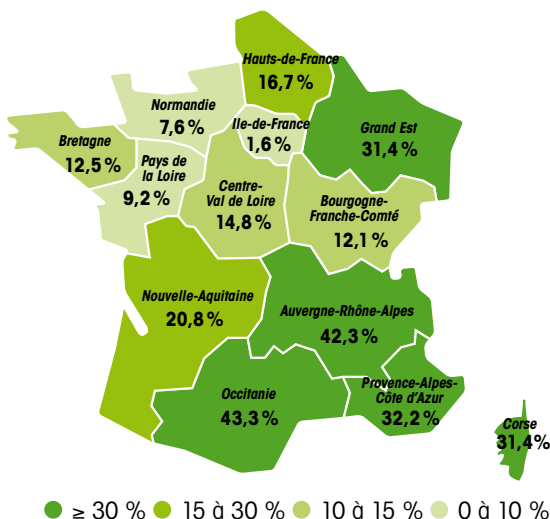 Hauts-de-France
16,7 %
Normandie
7,6 %
Ile-de-France
1,6 %
Grand Est
31,4 %
Bretagne
12,5 %
Pays de
la Loire
9,2 %
Centre-
Val de Loire
14,8 %
Bourgogne-
Franche-Comté
12,1 %
Nouvelle-Aquitaine
20,8 %
Auvergne-Rhône-Alpes
42,3 %
Occitanie
43,3 %
Provence-Alpes-
Côte d'Azur
32,2 %
Corse
31,4%
≥ 30 % 15 à 30 % 10 à 15 % 0 à 10 %